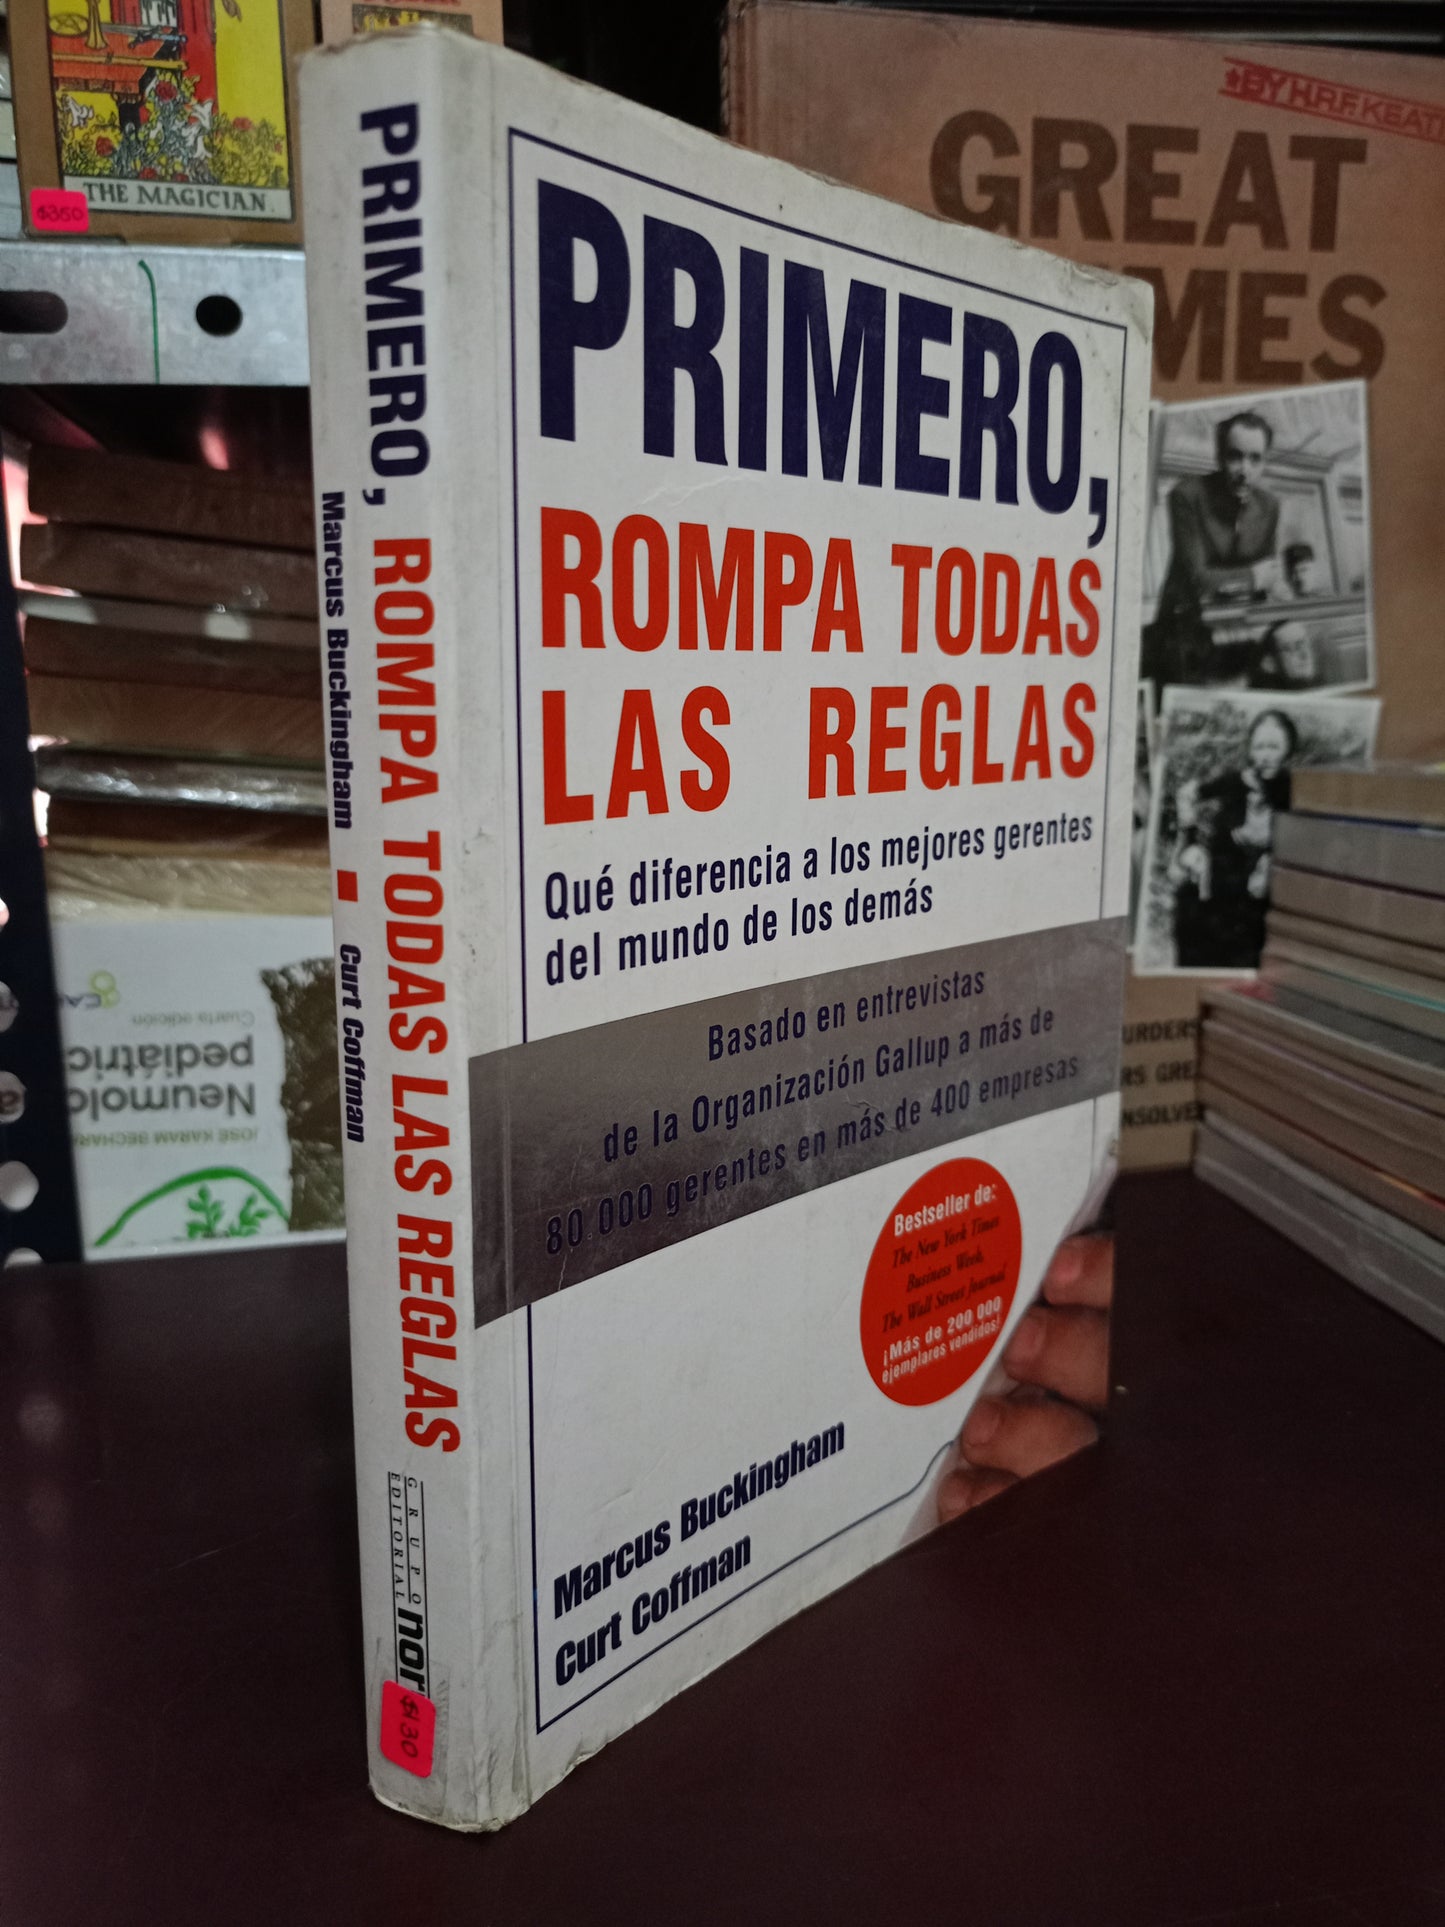 PRIMERO,
ROMPA TODAS
LAS REGLAS
Qué diferencia a los mejores gerentes
del mundo de los demás
Basado en entrevistas
de la Organización Gallup a más de
80.000 gerentes en más de 400 empresas
Bestseller de:
The New York Times
Business Week,
The Wall Street Journal
¡Más de 200 000
ejemplares vendidos!
Marcus Buckingham
Curt Coffman
PRIMERO, ROMPA TODAS LAS REGLAS
Marcus Buckingham ■ Curt Coffman
GRUPO
EDITORIAL
nor
$130
THE MAGICIAN.
$350
BY H.R.F. KEAT
GREAT
MES
URDERS
RS GRE
NSOLVE
Cuarta edición
pediátric
Neumolo
JOSÉ KARAM BECHARA